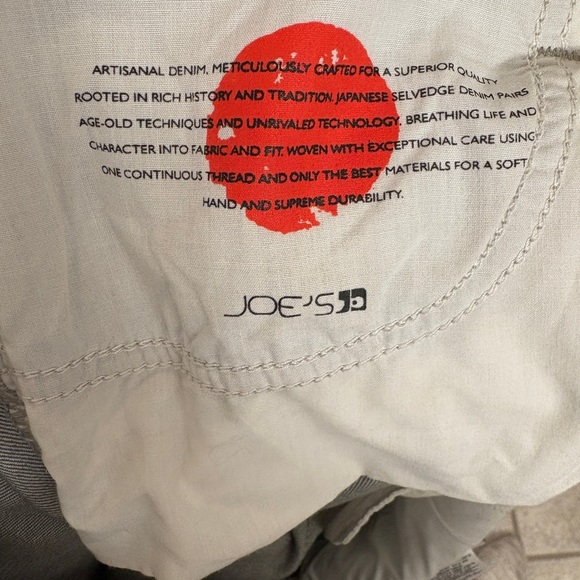 ARTISANAL DENIM. METICULOUSLY CRAFTED FOR A SUPERIOR QUALITY
ROOTED IN RICH HISTORY AND TRADITION. JAPANESE SELVEDGE DENIM PAIRS
AGE-OLD TECHNIQUES AND UNRIVALED TECHNOLOGY. BREATHING LIFE AND
CHARACTER INTO FABRIC AND FIT. WOVEN WITH EXCEPTIONAL CARE USING
ONE CONTINUOUS THREAD AND ONLY THE BEST MATERIALS FOR A SOFT
HAND AND SUPREME DURABILITY.
JOE'S